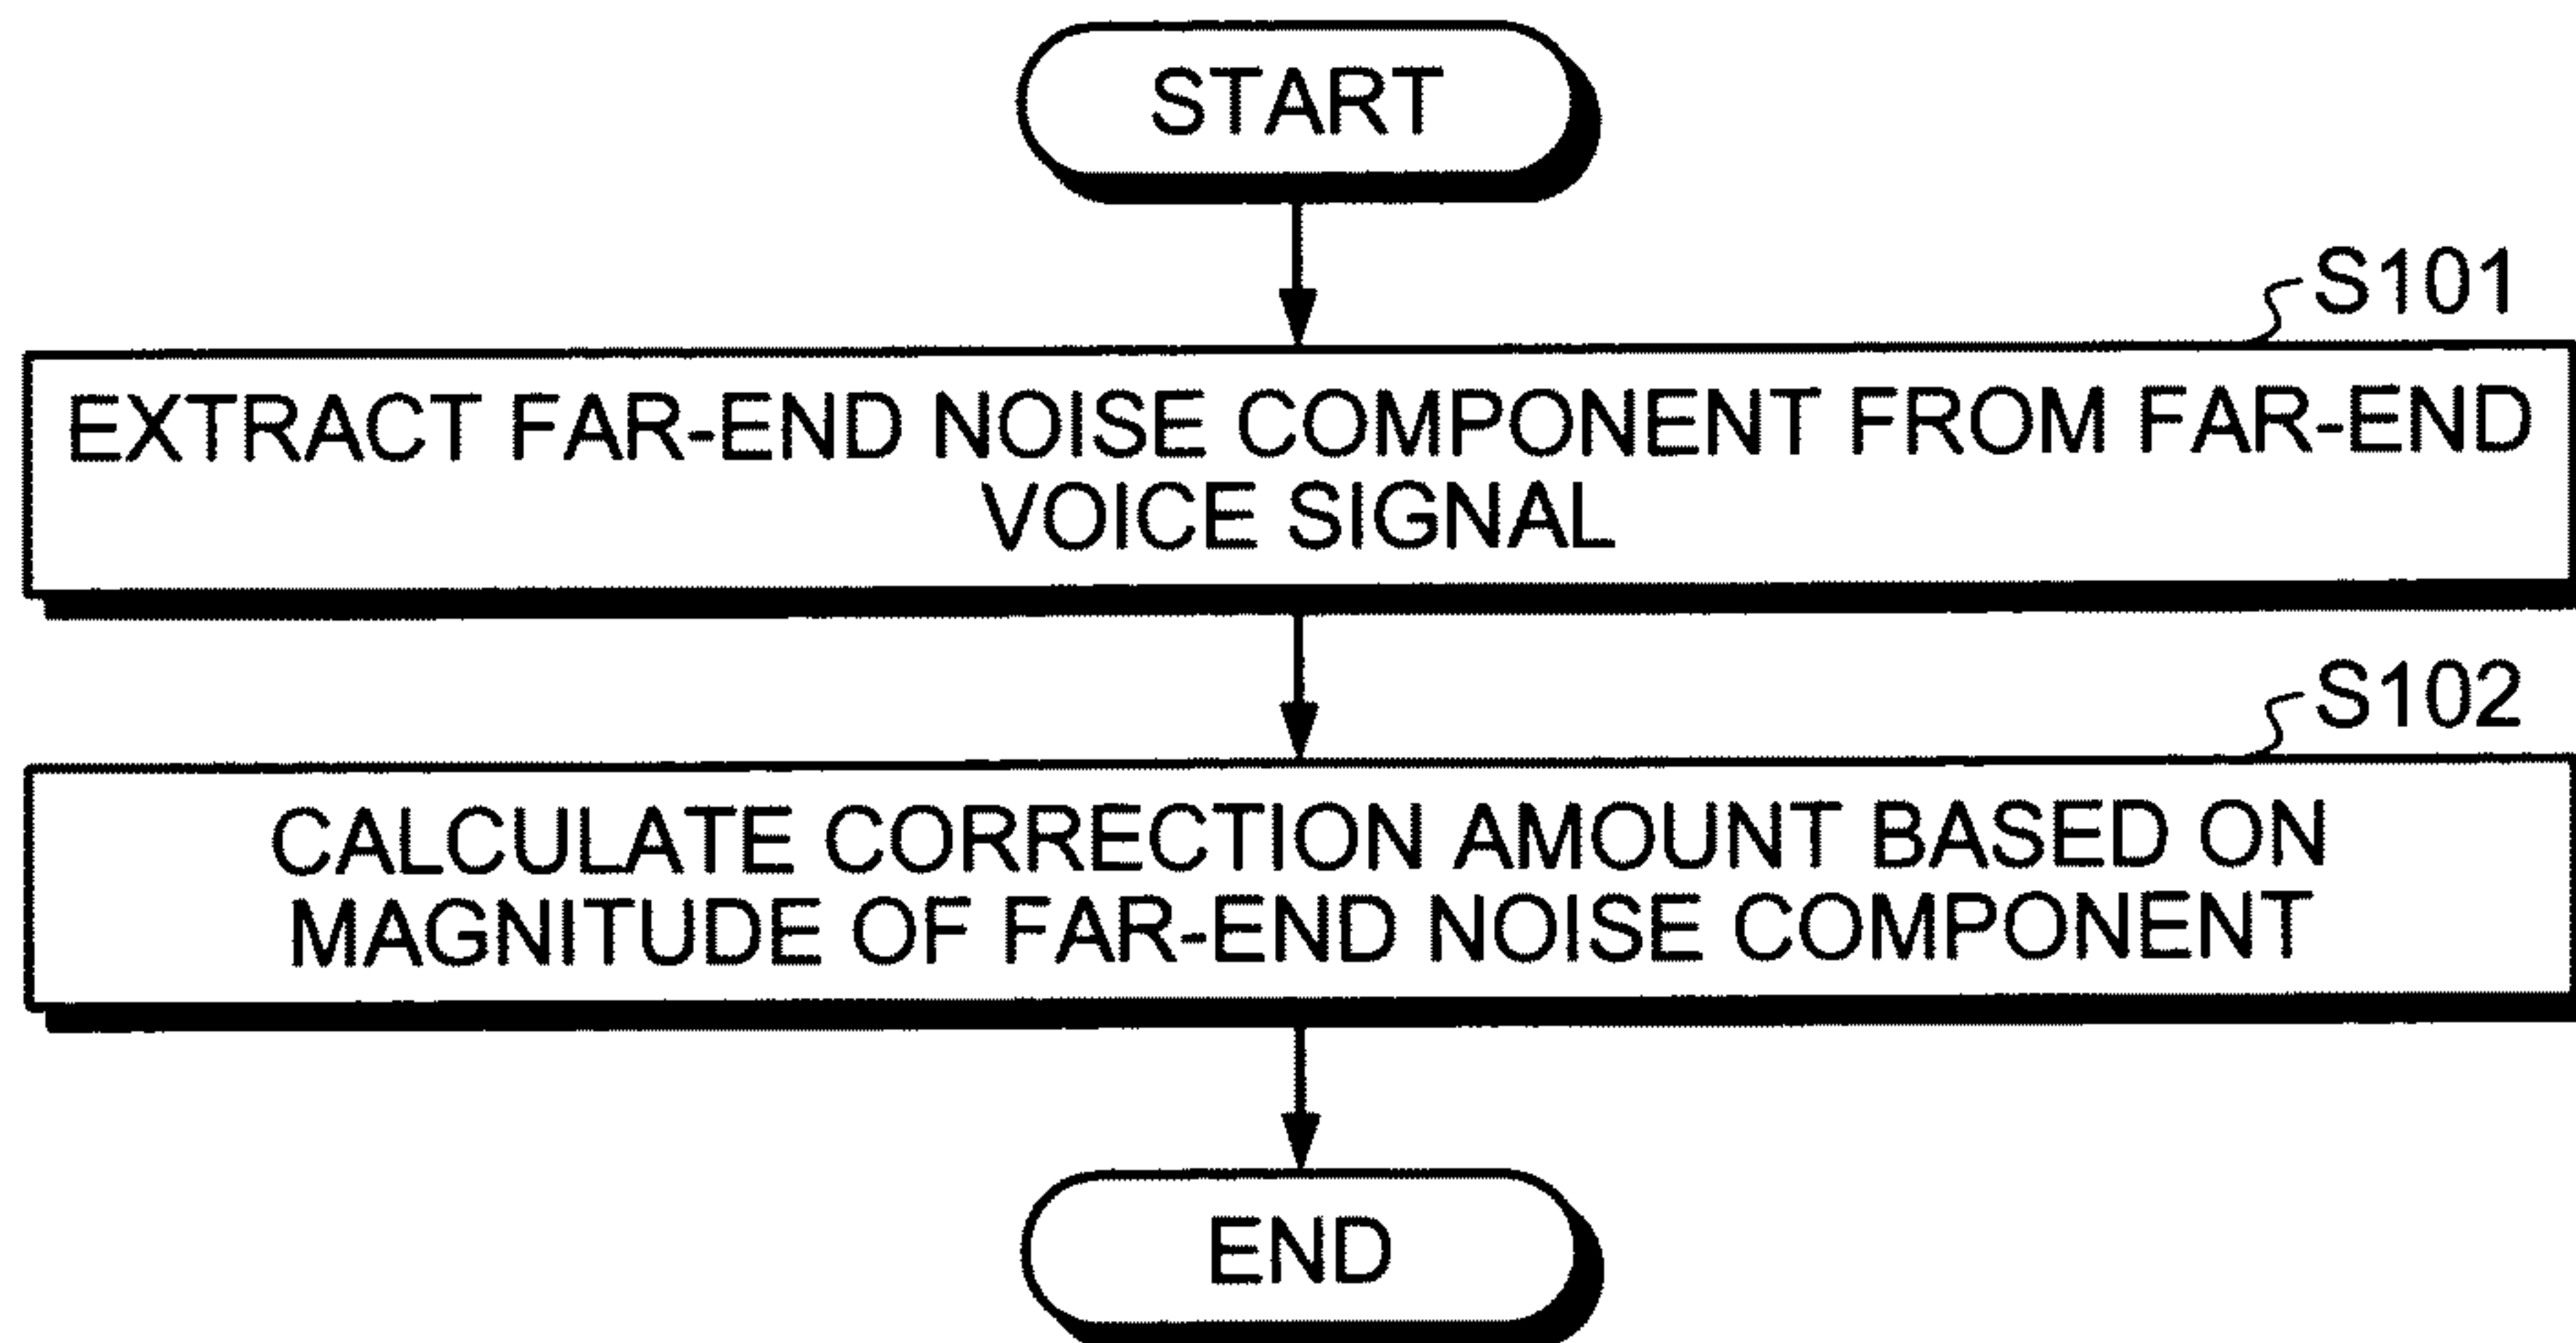 START
S101
EXTRACT FAR-END NOISE COMPONENT FROM FAR-END
VOICE SIGNAL
S102
CALCULATE CORRECTION AMOUNT BASED ON
MAGNITUDE OF FAR-END NOISE COMPONENT
END